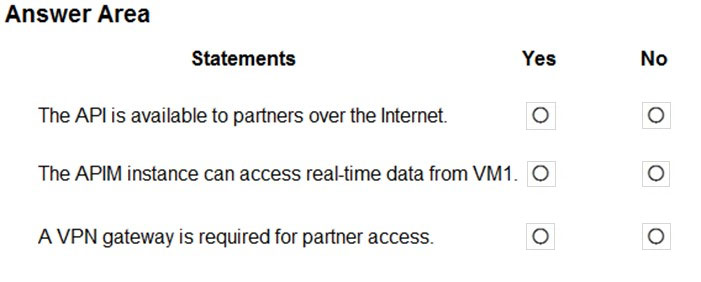 Answer Area
Statements Yes No
The API is available to partners over the Internet.
The APIM instance can access real-time data from VM1.
A VPN gateway is required for partner access.